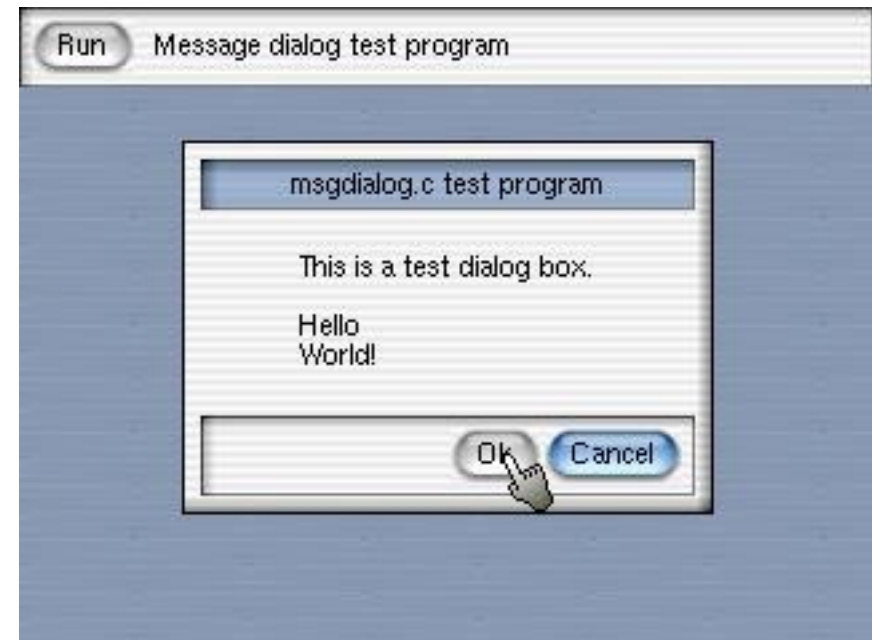 Run Message dialog test program
msgdialog.c test program
This is a test dialog box.
Hello
World!
Ok Cancel